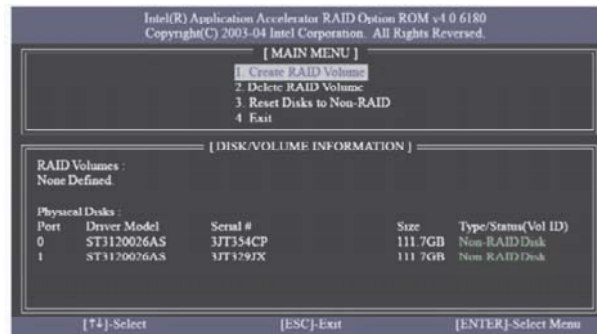 Intel(R) Application Accelerator RAID Option ROM v4 0 6180
Copyright(C) 2003-04 Intel Corporation. All Rights Reversed.
[ MAIN MENU ]
1. Create RAID Volume
2. Delete RAID Volume
3. Reset Disks to Non-RAID
4 Exit
[ DISK/VOLUME INFORMATION ]
RAID Volumes :
None Defined.
Physical Disks :
Port Driver Model Serial # Size Type/Status(Vol ID)
0 ST3120026AS 3JT354CP 111.7GB Non-RAID Disk
1 ST3120026AS 3JT329JX 111 7GB Non RAID Disk
[↑↓]-Select [ESC]-Exit [ENTER]-Select Menu